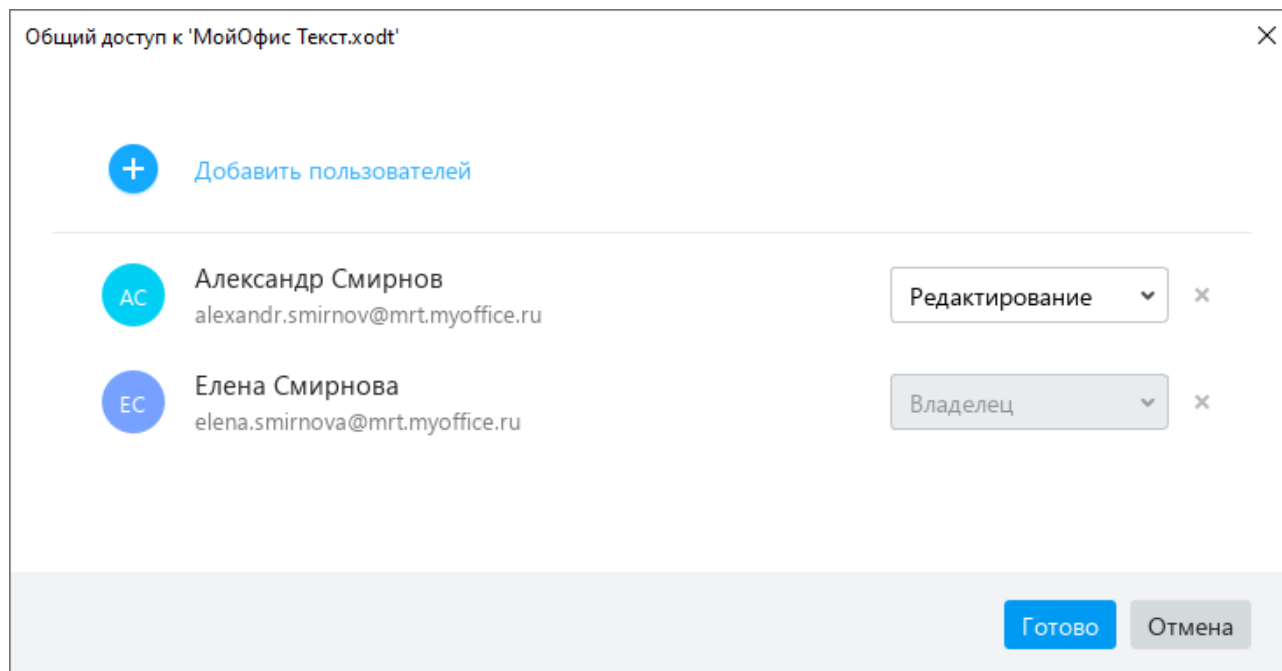 Общий доступ к 'МойОфис Текст.xodt'
Добавить пользователей
АС
Александр Смирнов
Редактирование
alexandr.smirnov@mrt.myoffice.ru
ЕС
Елена Смирнова
Владелец
elena.smirnova@mrt.myoffice.ru
Готово
Отмена